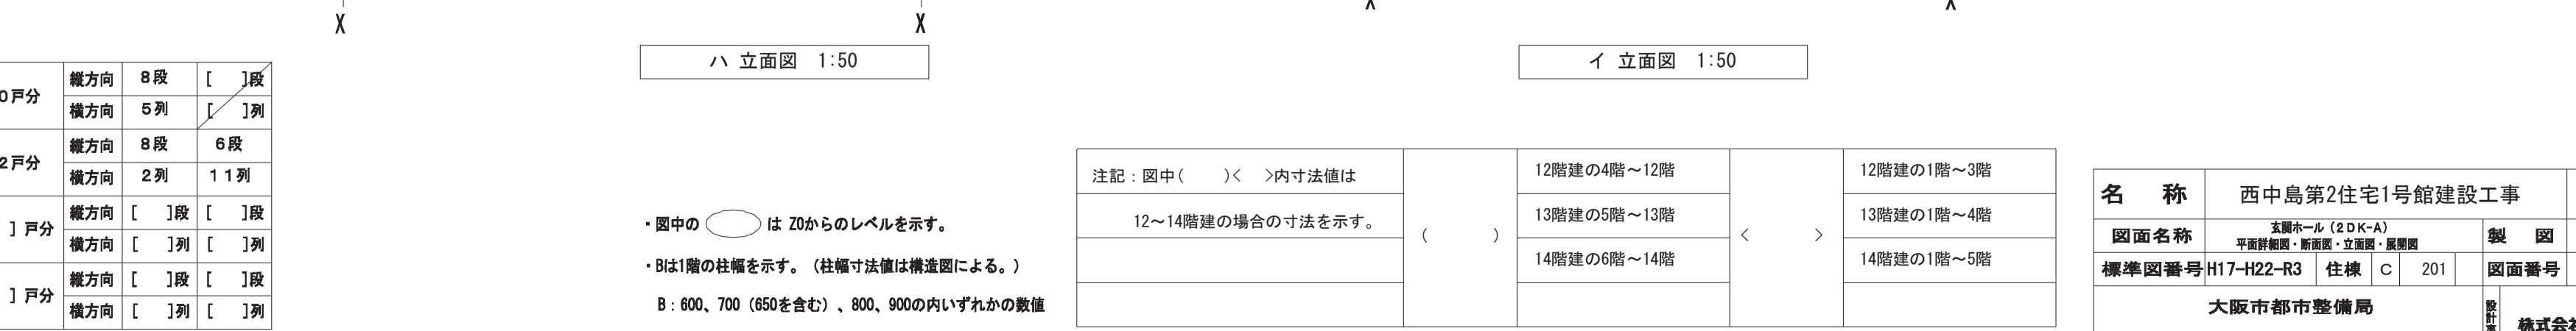 X
X
ハ 立面図 1:50
イ 立面図 1:50
0戸分 縦方向 8段 [ ]段
横方向 5列 [ ]列
2戸分 縦方向 8段 6段
横方向 2列 11列
]戸分 縦方向 [ ]段 [ ]段
横方向 [ ]列 [ ]列
]戸分 縦方向 [ ]段 [ ]段
横方向 [ ]列 [ ]列
・図中の は Z0からのレベルを示す。
・Bは1階の柱幅を示す。（柱幅寸法値は構造図による。）
B：600、700（650を含む）、800、900の内いずれかの数値
注記：図中( )< >内寸法値は
12～14階建の場合の寸法を示す。
( )
12階建の4階～12階
13階建の5階～13階
14階建の6階～14階
< >
12階建の1階～3階
13階建の1階～4階
14階建の1階～5階
名 称 西中島第2住宅1号館建設工事
図面名称 玄関ホール（2DK-A）
平面詳細図・断面図・立面図・展開図
製 図
標準図番号 H17-H22-R3 住棟 C 201 図面番号
大阪市都市整備局
設計
株式会